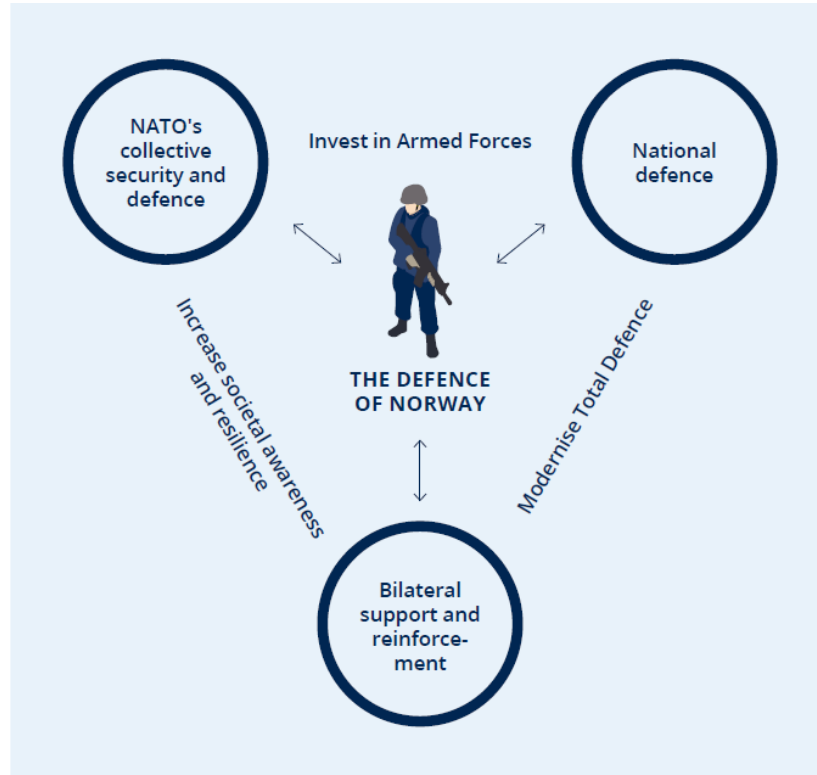 NATO's
collective
security and
defence
Invest in Armed Forces
National
defence
Increase societal awareness
and resilience
THE DEFENCE
OF NORWAY
Modernise Total Defence
Bilateral
support and
reinforce-
ment